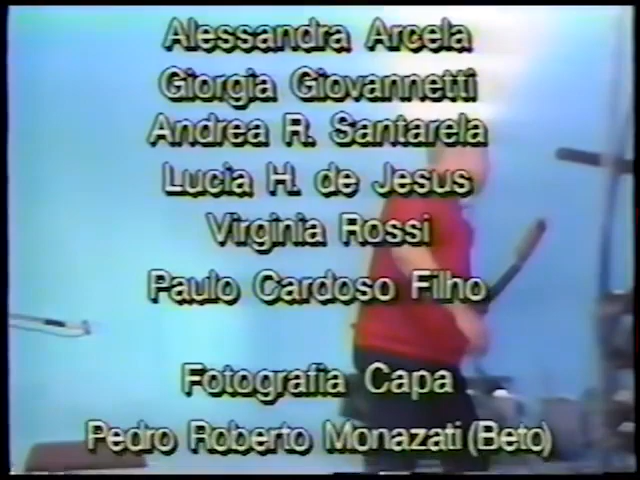 Alessandra Arcela
Giorgia Giovannetti
Andrea R. Santarela
Lucia H. de Jesus
Virginia Rossi
Paulo Cardoso Filho
Fotografia Capa
Pedro Roberto Monazati (Beto)